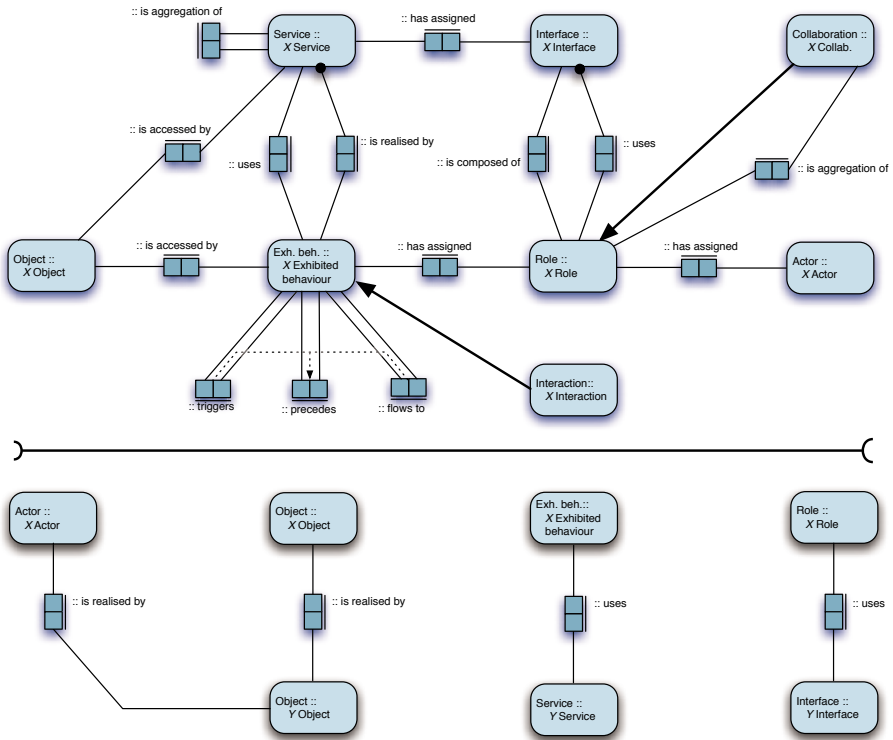 :: is aggregation of
Service ::
X Service
:: has assigned
Interface ::
X Interface
Collaboration ::
X Collab.
:: is accessed by
:: uses
:: is realised by
:: is composed of
:: uses
:: is aggregation of
Object ::
X Object
:: is accessed by
Exh. beh. ::
X Exhibited
behaviour
:: has assigned
Role ::
X Role
:: has assigned
Actor ::
X Actor
Interaction::
X Interaction
:: triggers
:: precedes
:: flows to
Actor ::
X Actor
Object ::
X Object
Exh. beh.::
X Exhibited
behaviour
Role ::
X Role
:: is realised by
:: is realised by
:: uses
:: uses
Object ::
Y Object
Service ::
Y Service
Interface ::
Y Interface